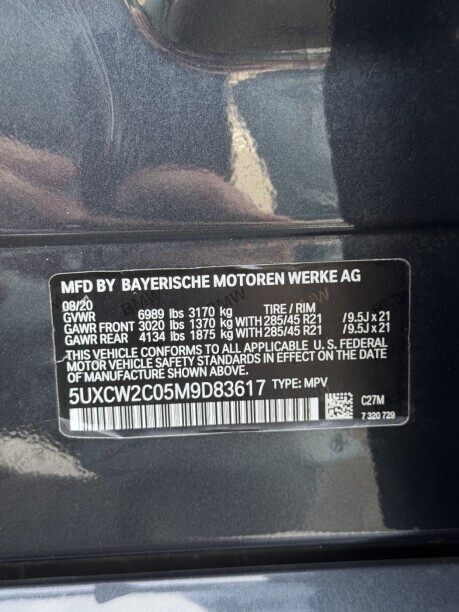 MFD BY BAYERISCHE MOTOREN WERKE AG
08/20
GVWR 6989 lbs 3170 kg TIRE / RIM
GAWR FRONT 3020 lbs 1370 kg WITH 285/45 R21 /9.5J x 21
GAWR REAR 4134 lbs 1875 kg WITH 285/45 R21 /9.5J x 21
THIS VEHICLE CONFORMS TO ALL APPLICABLE U. S. FEDERAL
MOTOR VEHICLE SAFETY STANDARDS IN EFFECT ON THE DATE OF
MANUFACTURE SHOWN ABOVE.
5UXCW2C05M9D83617 TYPE: MPV
C27M
7 320 729